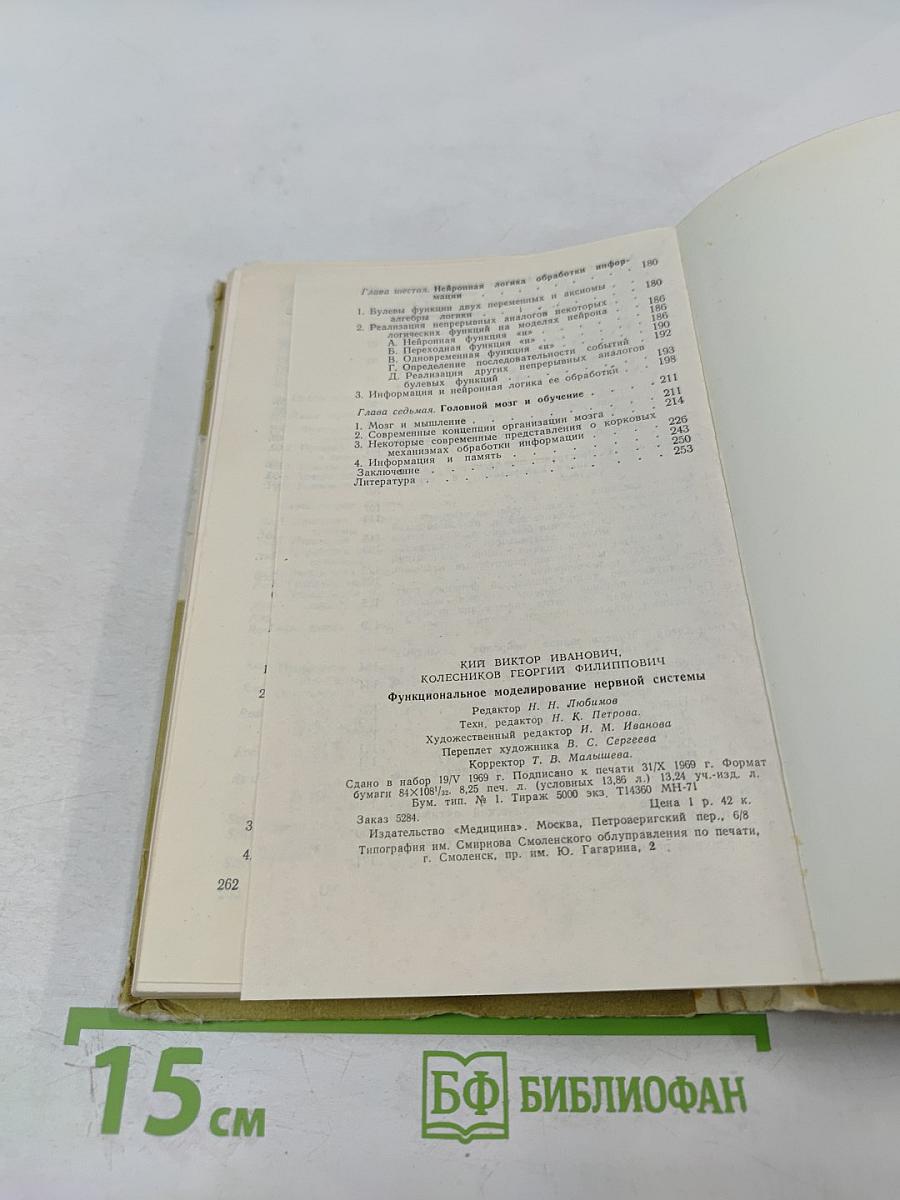 Глава шестая. Нейронная логика обработки инфор-
мации . . . . . . . . . . 180
1. Булевы функции двух переменных и аксиомы
алгебры логики . . . . . . 180
2. Реализация непрерывных аналогов некоторых
логических функций на моделях нейрона . . 186
А. Нейронная функция «и» . . . . . 186
Б. Переходная функция «и» . . . . . 186
В. Одновременная функция «и» . . . . 190
Г. Определение последовательности событий . 192
Д. Реализация других непрерывных аналогов
булевых функций . . . . . . 193
3. Информация и нейронная логика ее обработки . . 198
Глава седьмая. Головной мозг и обучение . . 211
1. Мозг и мышление . . . . . . 211
2. Современные концепции организации мозга . . 214
3. Некоторые современные представления о корковых
механизмах обработки информации . . . . 226
4. Информация и память . . . . . . 243
Заключение . . . . . . . . 250
Литература . . . . . . . . 253
КИЙ ВИКТОР ИВАНОВИЧ,
КОЛЕСНИКОВ ГЕОРГИЙ ФИЛИППОВИЧ
Функциональное моделирование нервной системы
Редактор Н. Н. Любимов
Техн. редактор Н. К. Петрова.
Художественный редактор И. М. Иванова
Переплет художника В. С. Сергеева
Корректор Т. В. Малышева.
Сдано в набор 19/V 1969 г. Подписано к печати 31/X 1969 г. Формат
бумаги 84×108¹/₃₂. 8,25 печ. л. (условных 13,86 л.) 13,24 уч.-изд. л.
Бум. тип. № 1. Тираж 5000 экз. Т14360 МН-71
Заказ 5284. Цена 1 р. 42 к.
Издательство «Медицина». Москва, Петроверигский пер., 6/8
Типография им. Смирнова Смоленского облуправления по печати,
г. Смоленск, пр. им. Ю. Гагарина, 2
1
2
3
4.
262
15 см
БФ БИБЛИОФАН